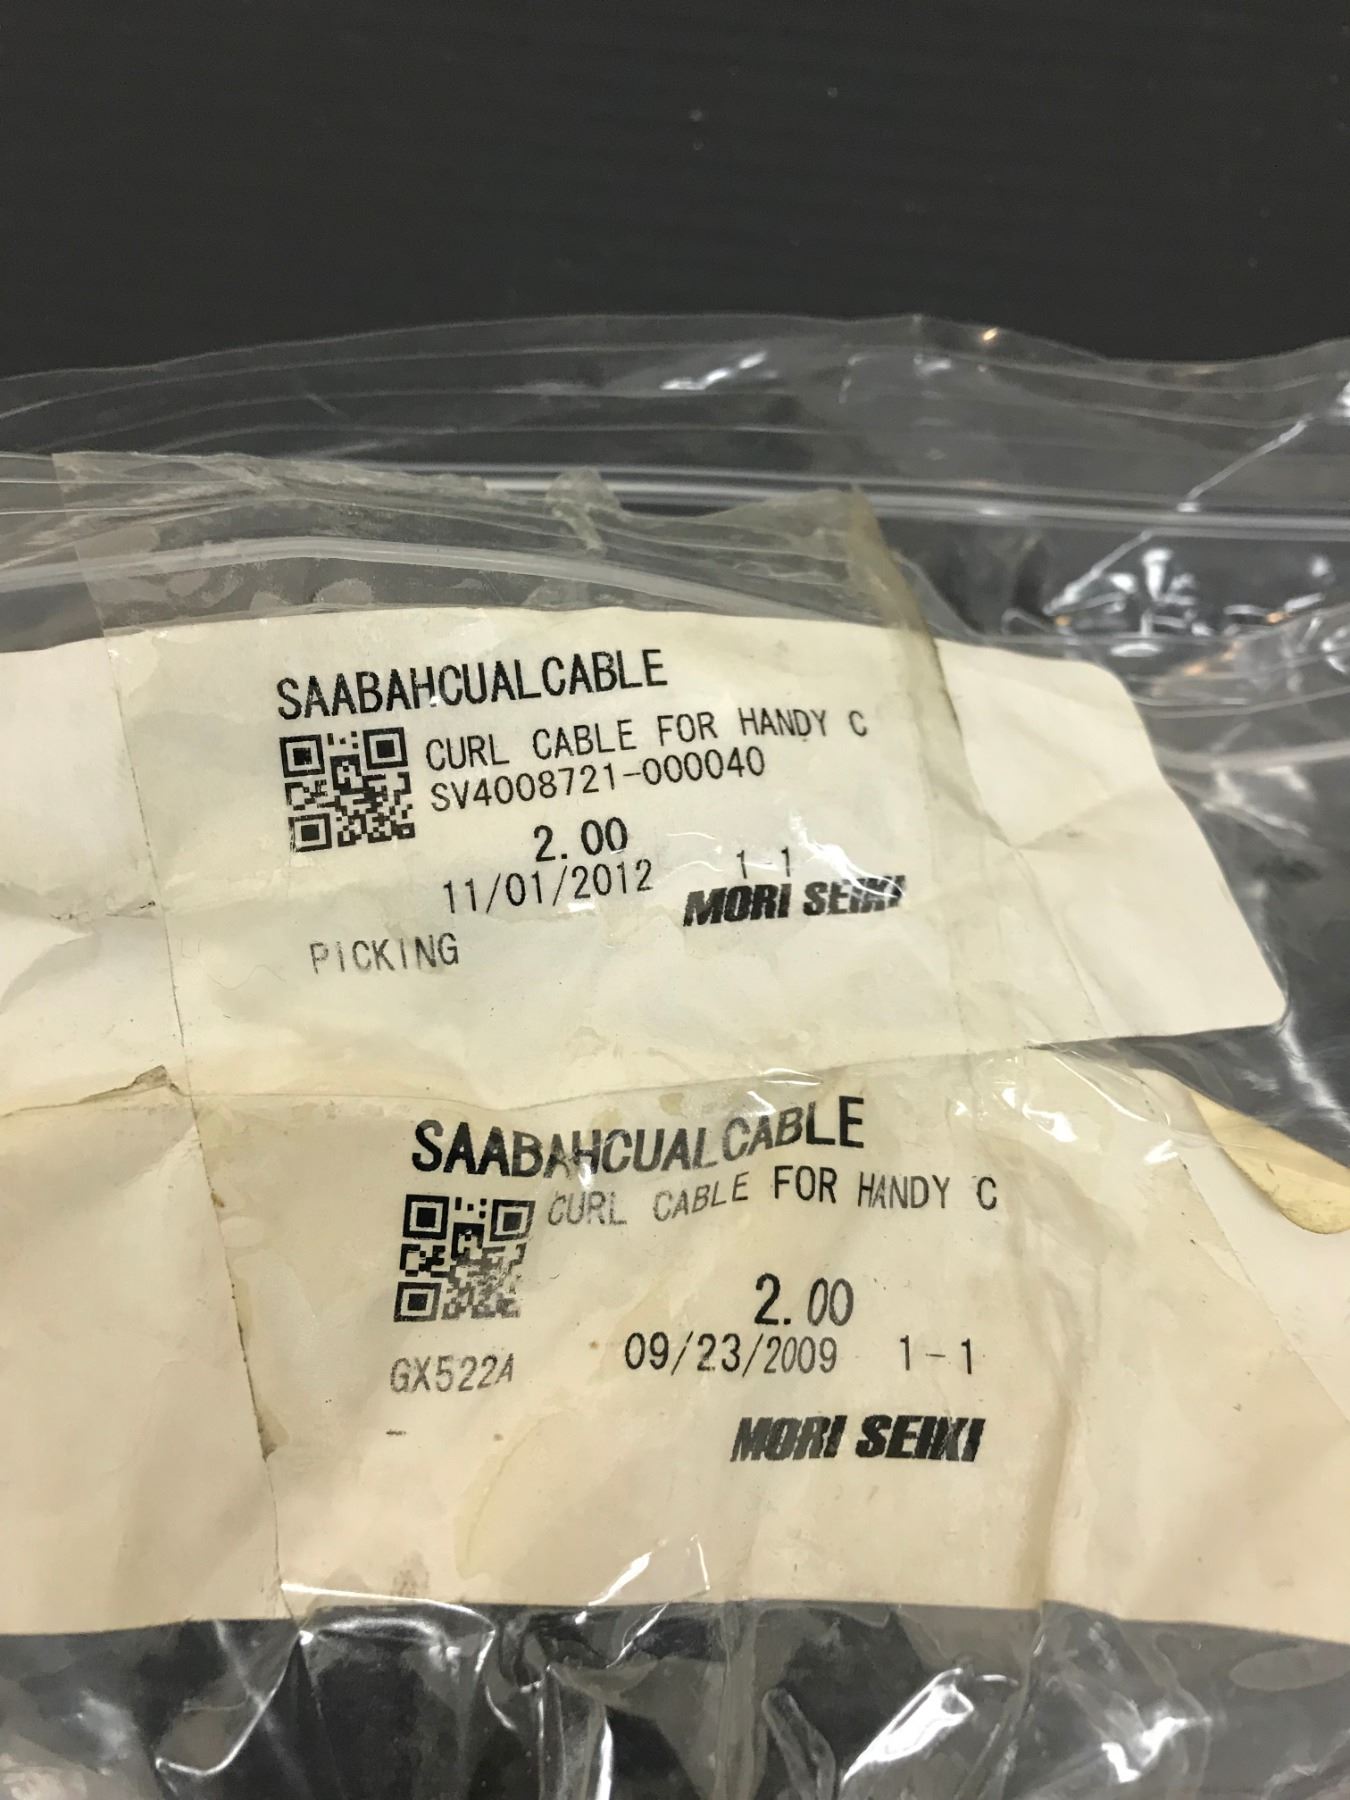 SAABAHCUALCABLE
CURL CABLE FOR HANDY C
SV4008721-000040
2.00
11/01/2012 1-1
MORI SEIKI
PICKING
SAABAHCUALCABLE
CURL CABLE FOR HANDY C
2.00
09/23/2009 1-1
GX522A
-
MORI SEIKI